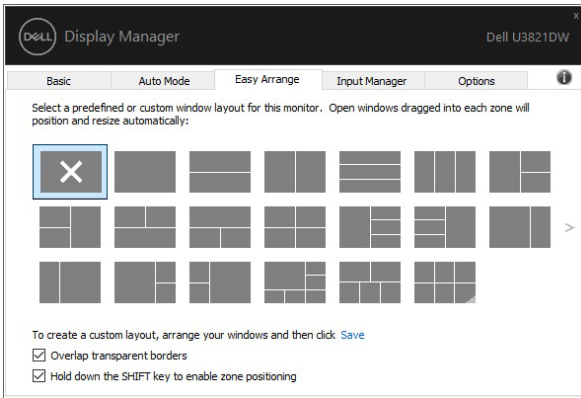 DELL Display Manager Dell U3821DW
Basic Auto Mode Easy Arrange Input Manager Options
Select a predefined or custom window layout for this monitor. Open windows dragged into each zone will
position and resize automatically:
To create a custom layout, arrange your windows and then click Save
Overlap transparent borders
Hold down the SHIFT key to enable zone positioning